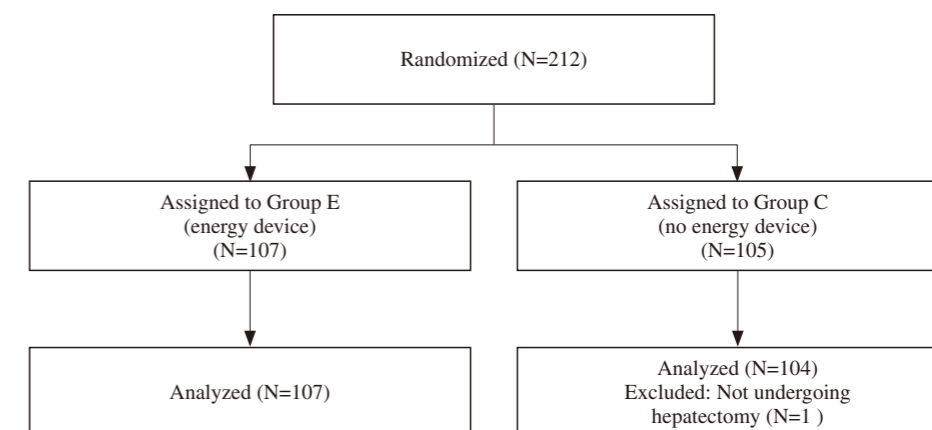 Randomized (N=212)
Assigned to Group E
(energy device)
(N=107)
Assigned to Group C
(no energy device)
(N=105)
Analyzed (N=107)
Analyzed (N=104)
Excluded: Not undergoing
hepatectomy (N=1 )